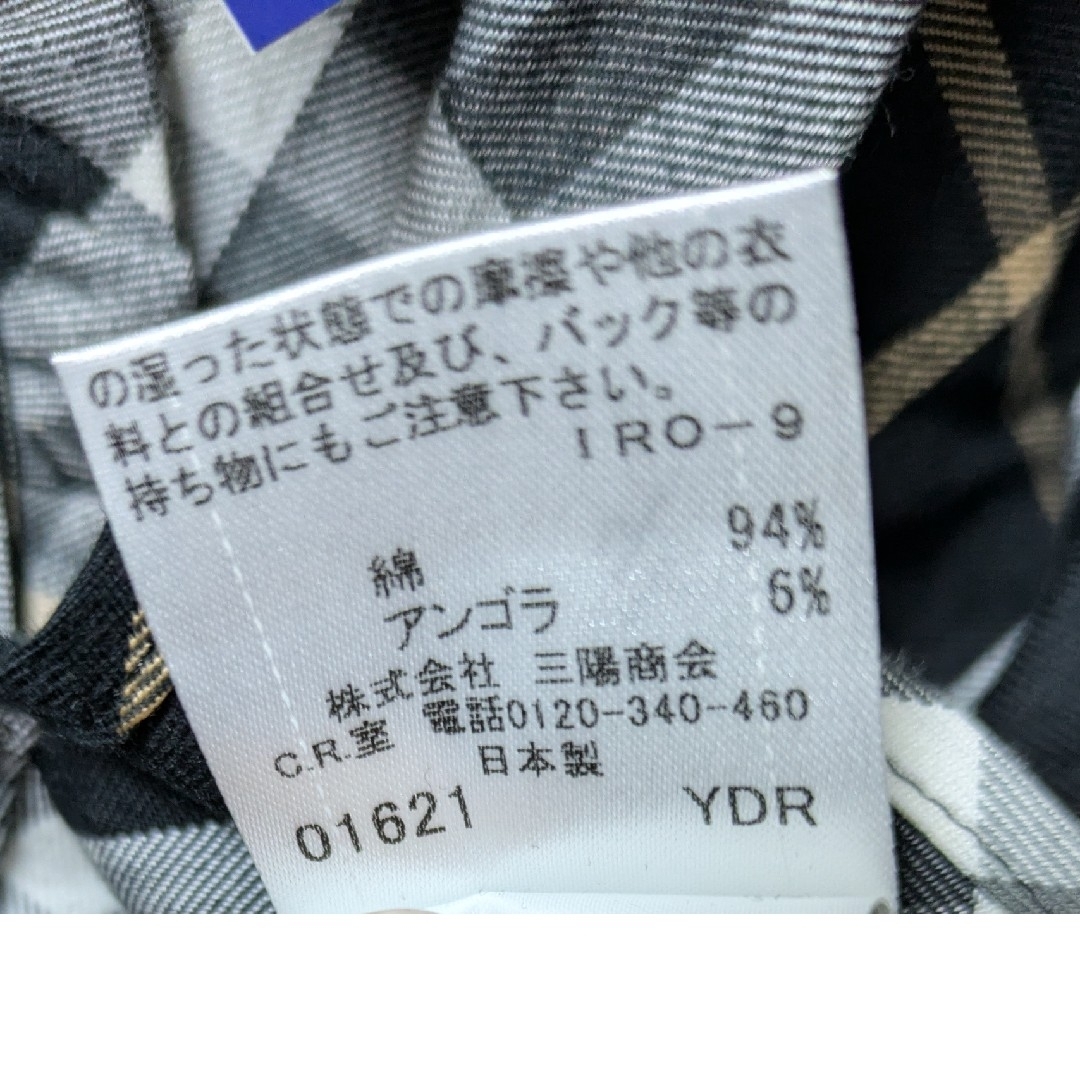 の湿った状態での摩擦や他の衣
料との組合せ及び、バック等の
持ち物にもご注意下さい。
IRO-9
綿 94%
アンゴラ 6%
株式会社 三陽商会
C.R.室 電話0120-340-460
日本製
01621 YDR